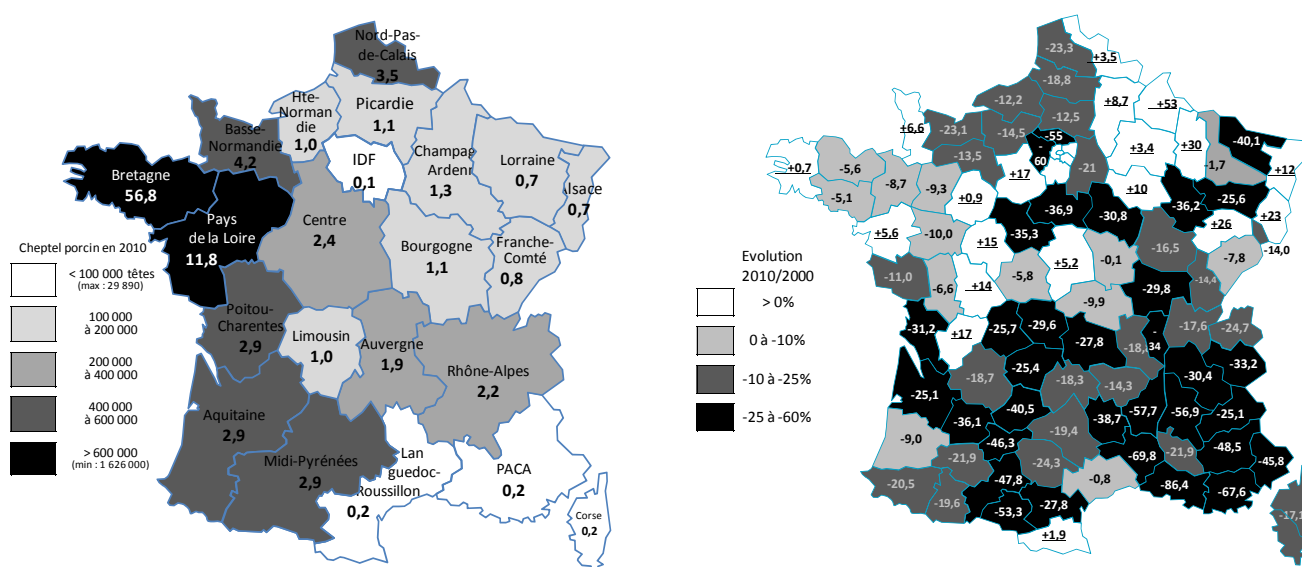 Nord-Pas-
de-Calais
3,5
Hte-
Norman
die
1,0
Picardie
1,1
Basse-
Normandie
4,2
IDF
0,1
Champag
Ardenn
1,3
Lorraine
0,7
Alsace
0,7
Bretagne
56,8
Pays
de la Loire
11,8
Centre
2,4
Bourgogne
1,1
Franche-
Comté
0,8
Poitou-
Charentes
2,9
Limousin
1,0
Auvergne
1,9
Rhône-Alpes
2,2
Aquitaine
2,9
Midi-Pyrénées
2,9
Lan
guedoc-
Roussillon
0,2
PACA
0,2
Corse
0,2
Cheptel porcin en 2010
< 100 000 têtes
(max : 29 890)
100 000
à 200 000
200 000
à 400 000
400 000
à 600 000
> 600 000
(min : 1 626 000)
-23,3
+3,5
-18,8
+8,7
+53
-12,2
-12,5
+6,6
-23,1
-14,5
-55
-
60
+3,4
+30
-1,7
-40,1
+12
-13,5
+17
-21
+10
+0,7
-5,6
-5,1
-8,7
-9,3
+0,9
-36,9
-30,8
-36,2
-25,6
+23
+26
-14,0
+5,6
-10,0
+15
-35,3
+5,2
-0,1
-16,5
-7,8
-11,0
-6,6
+14
-5,8
-9,9
-29,8
-14,4
-31,2
+17
-25,7
-29,6
-27,8
-18,
-
34
-17,6
-24,7
-33,2
-25,1
-18,7
-25,4
-18,3
-14,3
-30,4
-40,5
-36,1
-19,4
-38,7
-57,7
-56,9
-25,1
-9,0
-46,3
-21,9
-24,3
-69,8
-21,9
-48,5
-45,8
-20,5
-19,6
-47,8
-0,8
-86,4
-67,6
-53,3
-27,8
+1,9
-17,1
Evolution
2010/2000
> 0%
0 à -10%
-10 à -25%
-25 à -60%